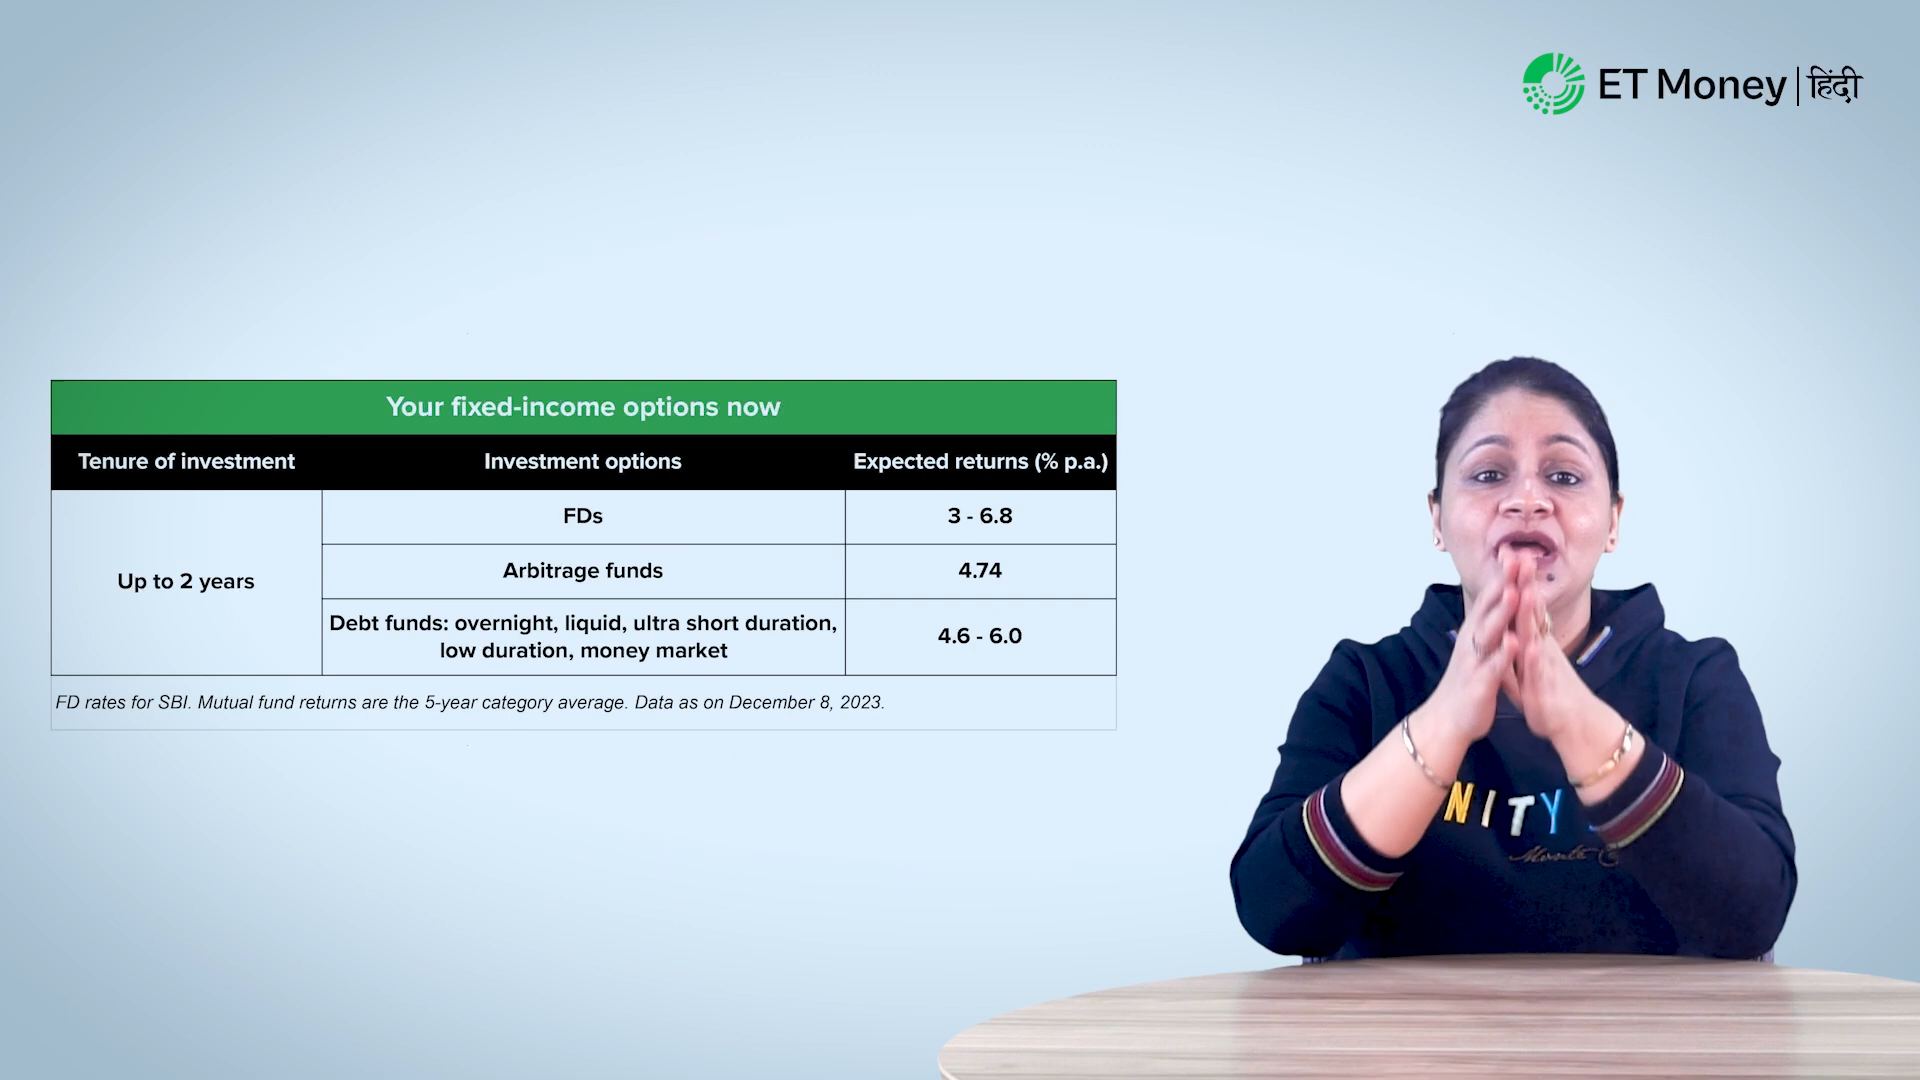 ET Money | हिंदी
Your fixed-income options now
Tenure of investment Investment options Expected returns (% p.a.)
Up to 2 years
FDs 3 - 6.8
Arbitrage funds 4.74
Debt funds: overnight, liquid, ultra short duration,
low duration, money market
4.6 - 6.0
FD rates for SBI. Mutual fund returns are the 5-year category average. Data as on December 8, 2023.
NITY